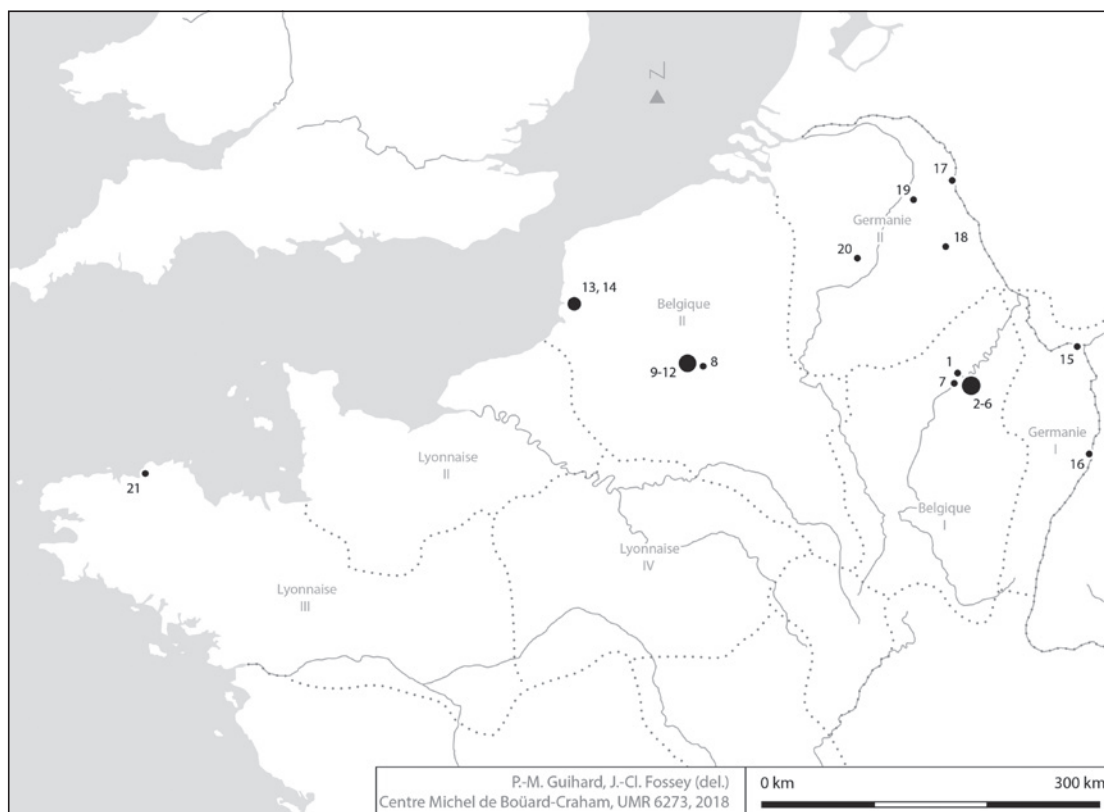 N
17
19
Germanie
II
20
18
13, 14
Belgique
II
9-12
8
1
7
2-6
15
Germanie
I
16
Belgique
I
21
Lyonnaise
II
Lyonnaise
IV
Lyonnaise
III
P.-M. Guihard, J.-Cl. Fossey (del.)
Centre Michel de Boüard-Craham, UMR 6273, 2018
0 km 300 km